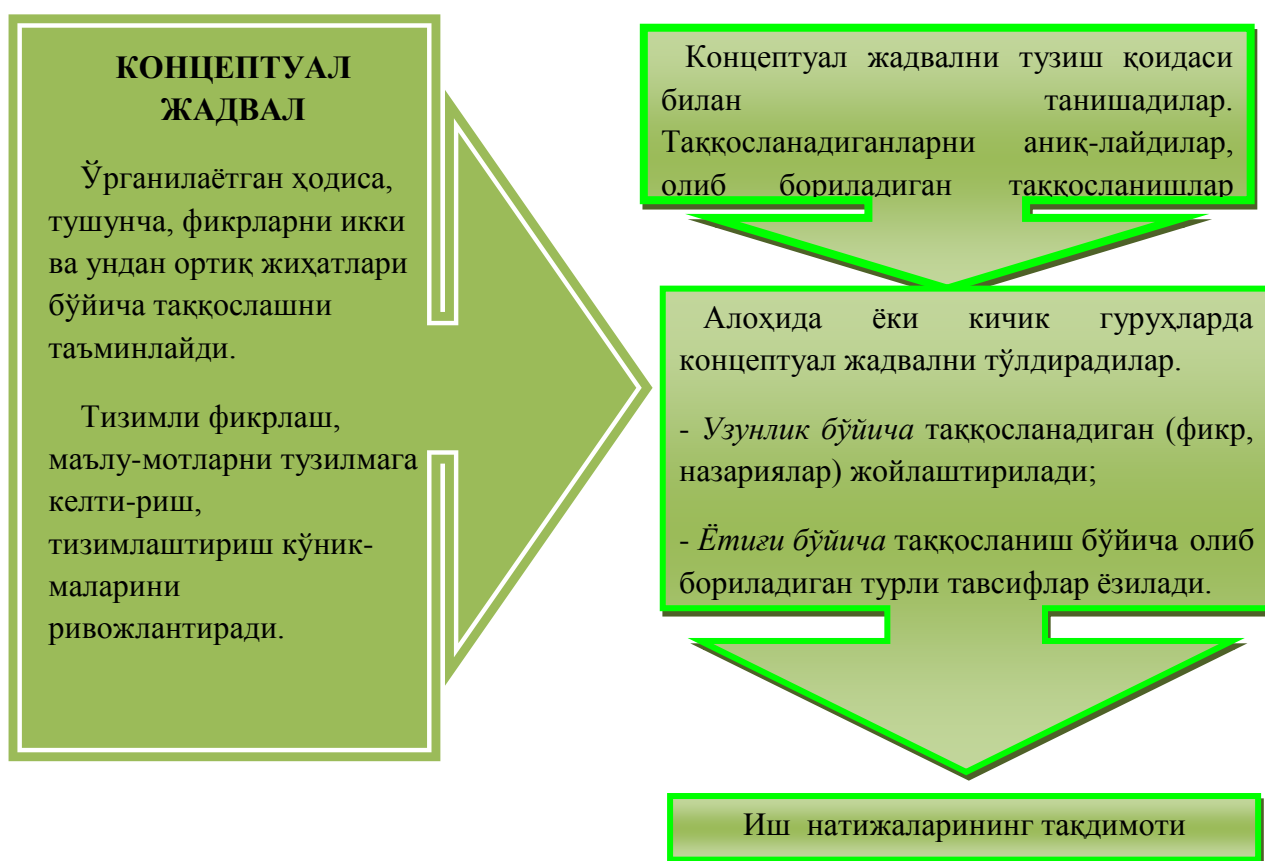 КОНЦЕПТУАЛ
ЖАДВАЛ
Ўрганилаётган ҳодиса,
тушунча, фикрларни икки
ва ундан ортиқ жиҳатлари
бўйича таққослашни
таъминлайди.
Тизимли фикрлаш,
маълу-мотларни тузилмага
келти-риш,
тизимлаштириш кўник-
маларини
ривожлантиради.
Концептуал жадвални тузиш қоидаси
билан танишадилар.
Таққосланадиганларни аниқ-лайдилар,
олиб бориладиган таққосланишлар
Алоҳида ёки кичик гуруҳларда
концептуал жадвални тўлдирадилар.
- Узунлик бўйича таққосланадиган (фикр,
назариялар) жойлаштирилади;
- Ётиғи бўйича таққосланиш бўйича олиб
бориладиган турли тавсифлар ёзилади.
Иш натижаларининг тақдимоти